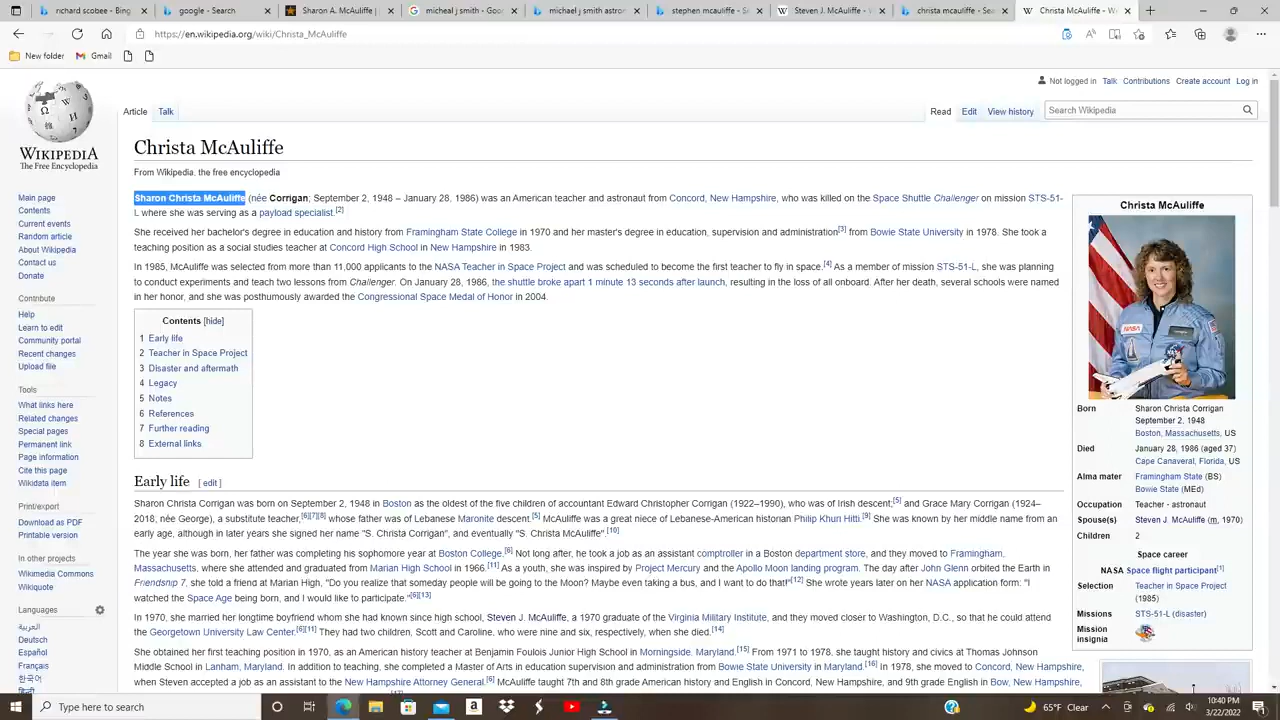 richard scobee - Bing
google - Search
Sharon A. McAuliffe |
micheal j smith - Goo
michael j smith astro
stephen mcauliffe - S
Steven J. McAuliffe - W
christa mcauliffe - Se
Christa McAuliffe - W
https://en.wikipedia.org/wiki/Christa_McAuliffe
New folder
Gmail
Not logged in Talk Contributions Create account Log in
Article Talk
Read Edit View history
Search Wikipedia
WIKIPEDIA
The Free Encyclopedia
Main page
Contents
Current events
Random article
About Wikipedia
Contact us
Donate
Contribute
Help
Learn to edit
Community portal
Recent changes
Upload file
Tools
What links here
Related changes
Special pages
Permanent link
Page information
Cite this page
Wikidata item
Print/export
Download as PDF
Printable version
In other projects
Wikimedia Commons
Wikiquote
Languages
العربية
Deutsch
Español
Français
한국어
हिन्दी
Christa McAuliffe
From Wikipedia, the free encyclopedia
Sharon Christa McAuliffe (née Corrigan; September 2, 1948 – January 28, 1986) was an American teacher and astronaut from Concord, New Hampshire, who was killed on the Space Shuttle Challenger on mission STS-51-
L where she was serving as a payload specialist.[2]
She received her bachelor's degree in education and history from Framingham State College in 1970 and her master's degree in education, supervision and administration[3] from Bowie State University in 1978. She took a
teaching position as a social studies teacher at Concord High School in New Hampshire in 1983.
In 1985, McAuliffe was selected from more than 11,000 applicants to the NASA Teacher in Space Project and was scheduled to become the first teacher to fly in space.[4] As a member of mission STS-51-L, she was planning
to conduct experiments and teach two lessons from Challenger. On January 28, 1986, the shuttle broke apart 1 minute 13 seconds after launch, resulting in the loss of all onboard. After her death, several schools were named
in her honor, and she was posthumously awarded the Congressional Space Medal of Honor in 2004.
Contents [hide]
1 Early life
2 Teacher in Space Project
3 Disaster and aftermath
4 Legacy
5 Notes
6 References
7 Further reading
8 External links
Early life [ edit ]
Sharon Christa Corrigan was born on September 2, 1948 in Boston as the oldest of the five children of accountant Edward Christopher Corrigan (1922–1990), who was of Irish descent;[5] and Grace Mary Corrigan (1924–
2018, née George), a substitute teacher,[6][7][8] whose father was of Lebanese Maronite descent.[5] McAuliffe was a great niece of Lebanese-American historian Philip Khuri Hitti.[9] She was known by her middle name from an
early age, although in later years she signed her name "S. Christa Corrigan", and eventually "S. Christa McAuliffe".[10]
The year she was born, her father was completing his sophomore year at Boston College.[6] Not long after, he took a job as an assistant comptroller in a Boston department store, and they moved to Framingham,
Massachusetts, where she attended and graduated from Marian High School in 1966.[11] As a youth, she was inspired by Project Mercury and the Apollo Moon landing program. The day after John Glenn orbited the Earth in
Friendship 7, she told a friend at Marian High, "Do you realize that someday people will be going to the Moon? Maybe even taking a bus, and I want to do that!"[12] She wrote years later on her NASA application form: "I
watched the Space Age being born, and I would like to participate."[6][13]
In 1970, she married her longtime boyfriend whom she had known since high school, Steven J. McAuliffe, a 1970 graduate of the Virginia Military Institute, and they moved closer to Washington, D.C., so that he could attend
the Georgetown University Law Center.[6][11] They had two children, Scott and Caroline, who were nine and six, respectively, when she died.[14]
She obtained her first teaching position in 1970, as an American history teacher at Benjamin Foulois Junior High School in Morningside, Maryland.[15] From 1971 to 1978, she taught history and civics at Thomas Johnson
Middle School in Lanham, Maryland. In addition to teaching, she completed a Master of Arts in education supervision and administration from Bowie State University in Maryland.[16] In 1978, she moved to Concord, New Hampshire,
when Steven accepted a job as an assistant to the New Hampshire Attorney General.[6] McAuliffe taught 7th and 8th grade American history and English in Concord, New Hampshire, and 9th grade English in Bow, New Hampshire,
[17]
Christa McAuliffe
NASA
Born Sharon Christa Corrigan
September 2, 1948
Boston, Massachusetts, US
Died January 28, 1986 (aged 37)
Cape Canaveral, Florida, US
Alma mater Framingham State (BS)
Bowie State (MEd)
Occupation Teacher - astronaut
Spouse(s) Steven J. McAuliffe (m. 1970)
Children 2
Space career
NASA Space flight participant[1]
Selection Teacher in Space Project
(1985)
Missions STS-51-L (disaster)
Mission
insignia
Type here to search
65°F Clear
10:40 PM
3/22/2022